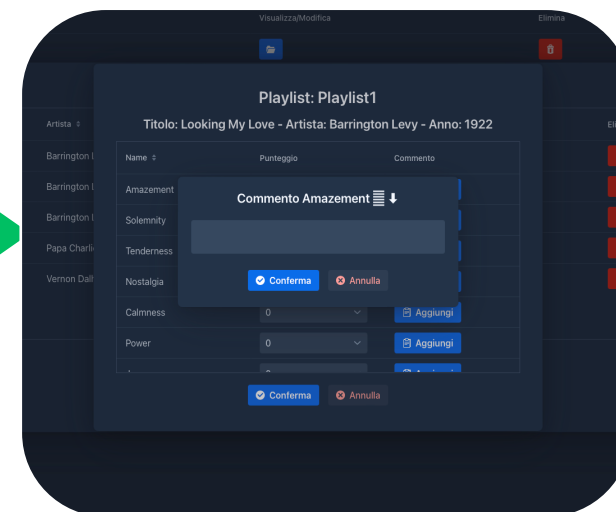 Visualizza/Modifica Elimina
Playlist: Playlist1
Titolo: Looking My Love - Artista: Barrington Levy - Anno: 1922
Artista
Name Punteggio Commento
Barrington
Amazement
Commento Amazement
Barrington
Solemnity
Barrington
Tenderness
Papa Charli
Nostalgia
Conferma Annulla
Vernon Dalh
Calmness 0 Aggiungi
Power 0 Aggiungi
Conferma Annulla